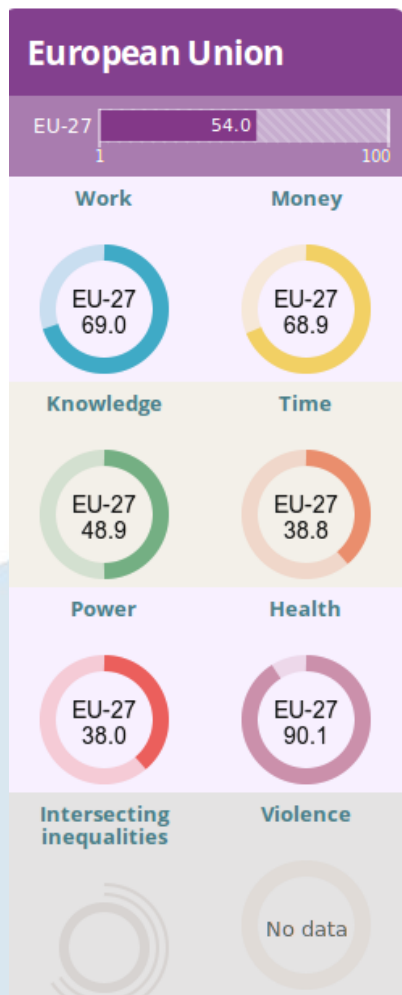 European Union
EU-27 54.0
1 100
Work Money
EU-27 EU-27
69.0 68.9
Knowledge Time
EU-27 EU-27
48.9 38.8
Power Health
EU-27 EU-27
38.0 90.1
Intersecting Violence
inequalities
No data